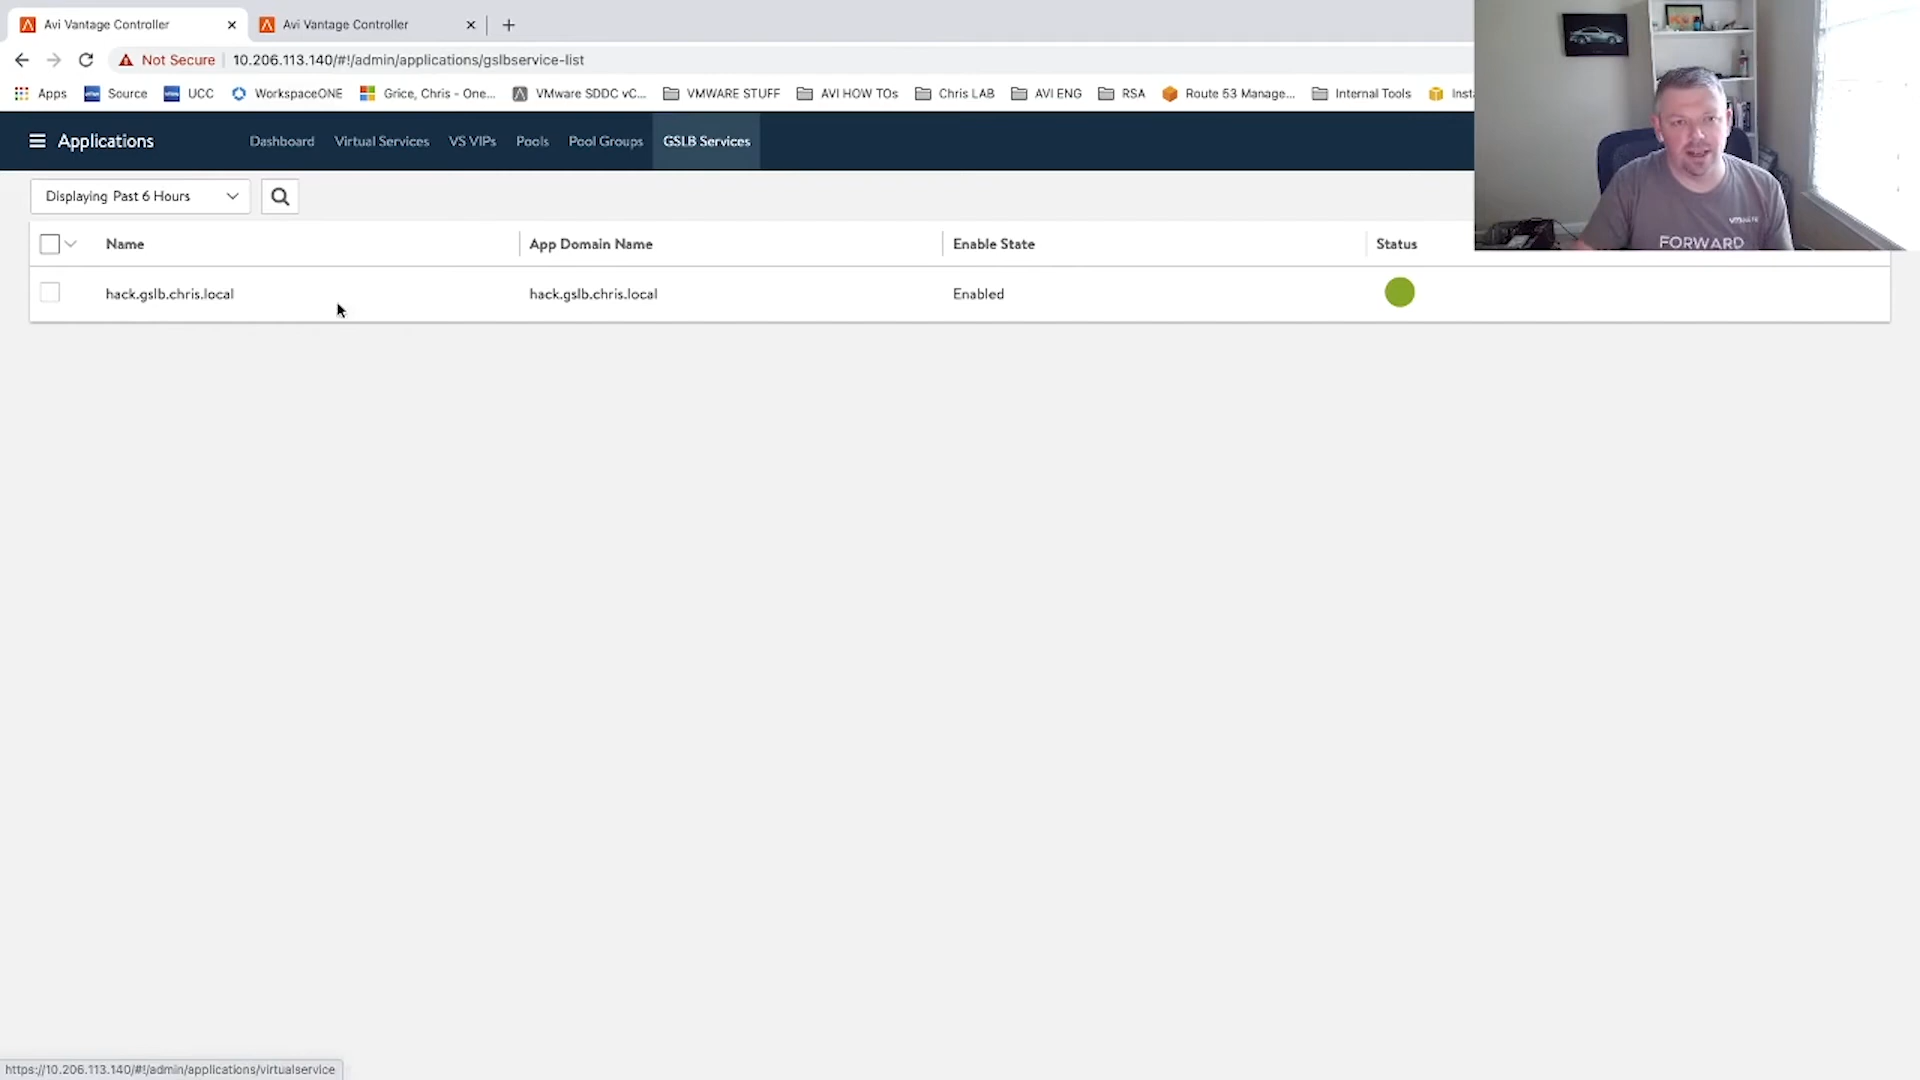 Avi Vantage Controller
Avi Vantage Controller
Not Secure 10.206.113.140/#!/admin/applications/gslbservice-list
Apps Source UCC WorkspaceONE Grice, Chris - One... VMware SDDC vC... VMWARE STUFF AVI HOW TOs Chris LAB AVI ENG RSA Route 53 Manage... Internal Tools Inst
Applications Dashboard Virtual Services VS VIPs Pools Pool Groups GSLB Services
Displaying Past 6 Hours
Name App Domain Name Enable State Status
hack.gslb.chris.local hack.gslb.chris.local Enabled
vmware
FORWARD
https://10.206.113.140/#!/admin/applications/virtualservice